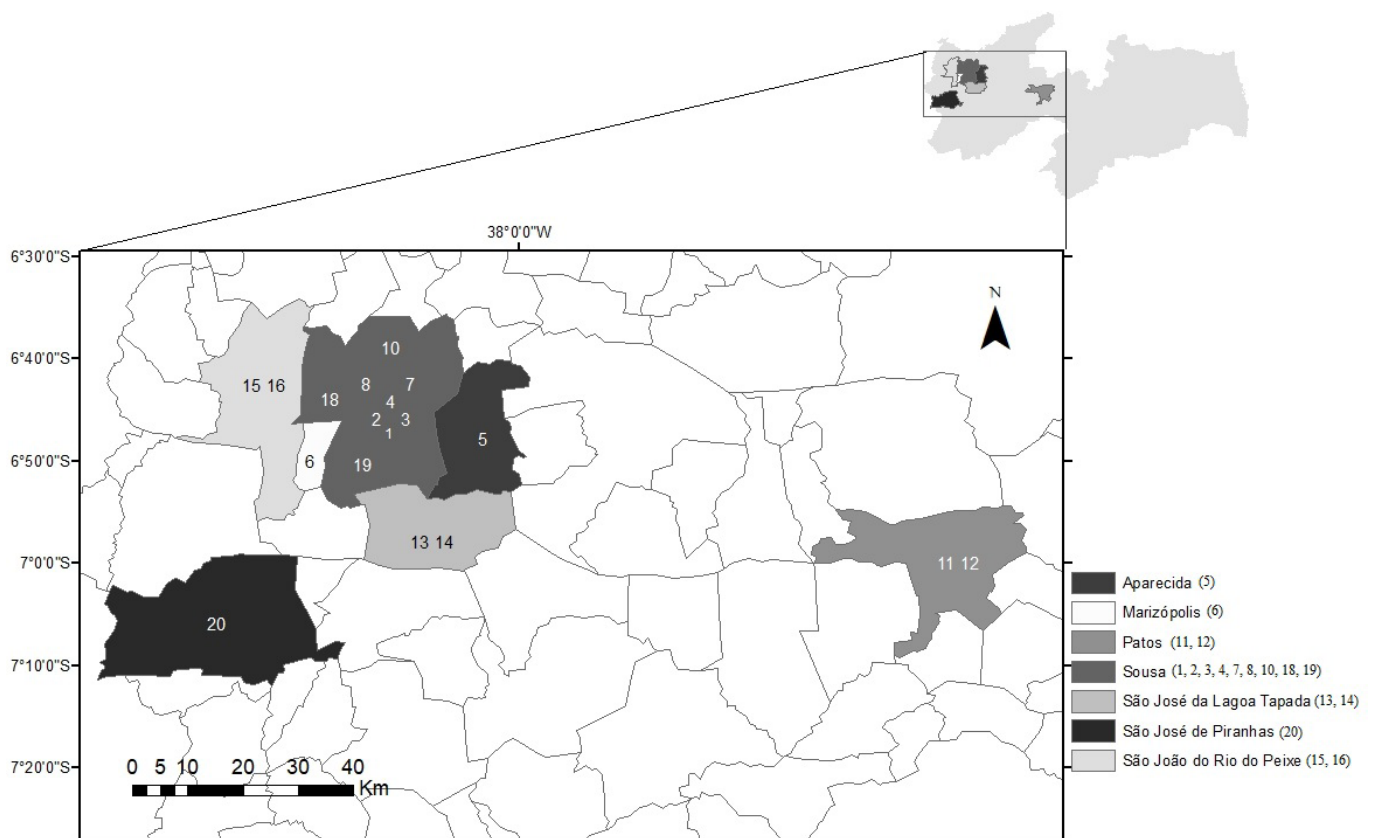 38°0'0"W
6°30'0"S
N
6°40'0"S
10
15 16
8
7
18
4
2
3
1
5
6°50'0"S
6
19
13 14
7°0'0"S
11 12
20
7°10'0"S
7°20'0"S
0 5 10 20 30 40
Km
Aparecida (5)
Marizópolis (6)
Patos (11, 12)
Sousa (1, 2, 3, 4, 7, 8, 10, 18, 19)
São José da Lagoa Tapada (13, 14)
São José de Piranhas (20)
São João do Rio do Peixe (15, 16)